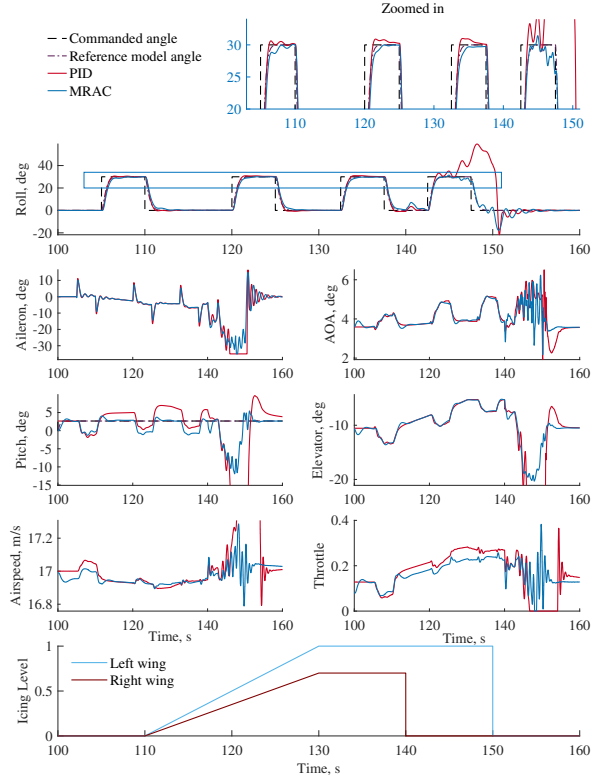 Zoomed in
Commanded angle
Reference model angle
PID
MRAC
30
28
26
24
22
20
110 120 130 140 150
Roll, deg
40
20
0
-20
100 110 120 130 140 150 160
Aileron, deg
10
0
-10
-20
-30
100 120 140 160
AOA, deg
6
4
2
100 120 140 160
Pitch, deg
10
5
0
-5
-10
-15
100 120 140 160
Elevator, deg
-10
-20
100 120 140 160
Airspeed, m/s
17.2
17
16.8
100 120 140 160
Time, s
Throttle
0.4
0.2
0
100 120 140 160
Time, s
Icing Level
1
0.5
0
Left wing
Right wing
100 110 120 130 140 150 160
Time, s